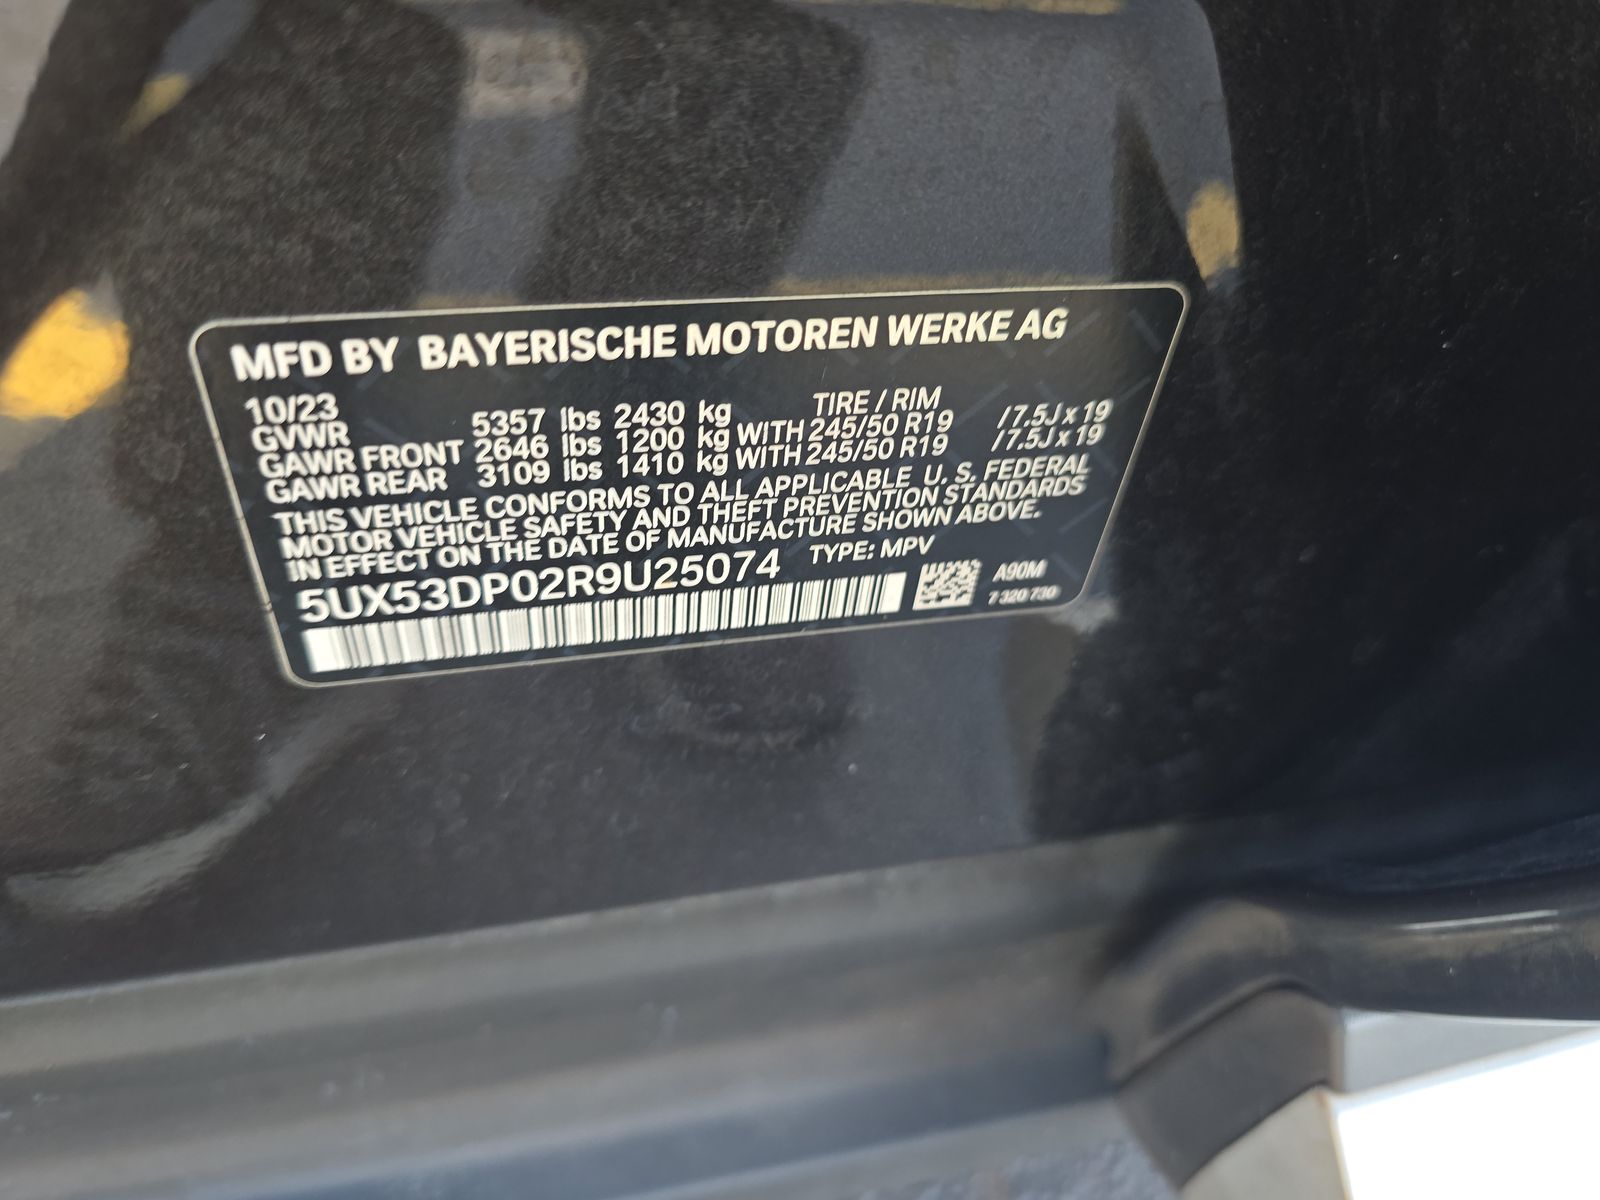 MFD BY BAYERISCHE MOTOREN WERKE AG
10/23 TIRE / RIM
GVWR 5357 lbs 2430 kg
GAWR FRONT 2646 lbs 1200 kg WITH 245/50 R19 /7.5J x 19
GAWR REAR 3109 lbs 1410 kg WITH 245/50 R19 /7.5J x 19
THIS VEHICLE CONFORMS TO ALL APPLICABLE U. S. FEDERAL
MOTOR VEHICLE SAFETY AND THEFT PREVENTION STANDARDS
IN EFFECT ON THE DATE OF MANUFACTURE SHOWN ABOVE.
5UX53DP02R9U25074 TYPE: MPV
A90M
7 320 730